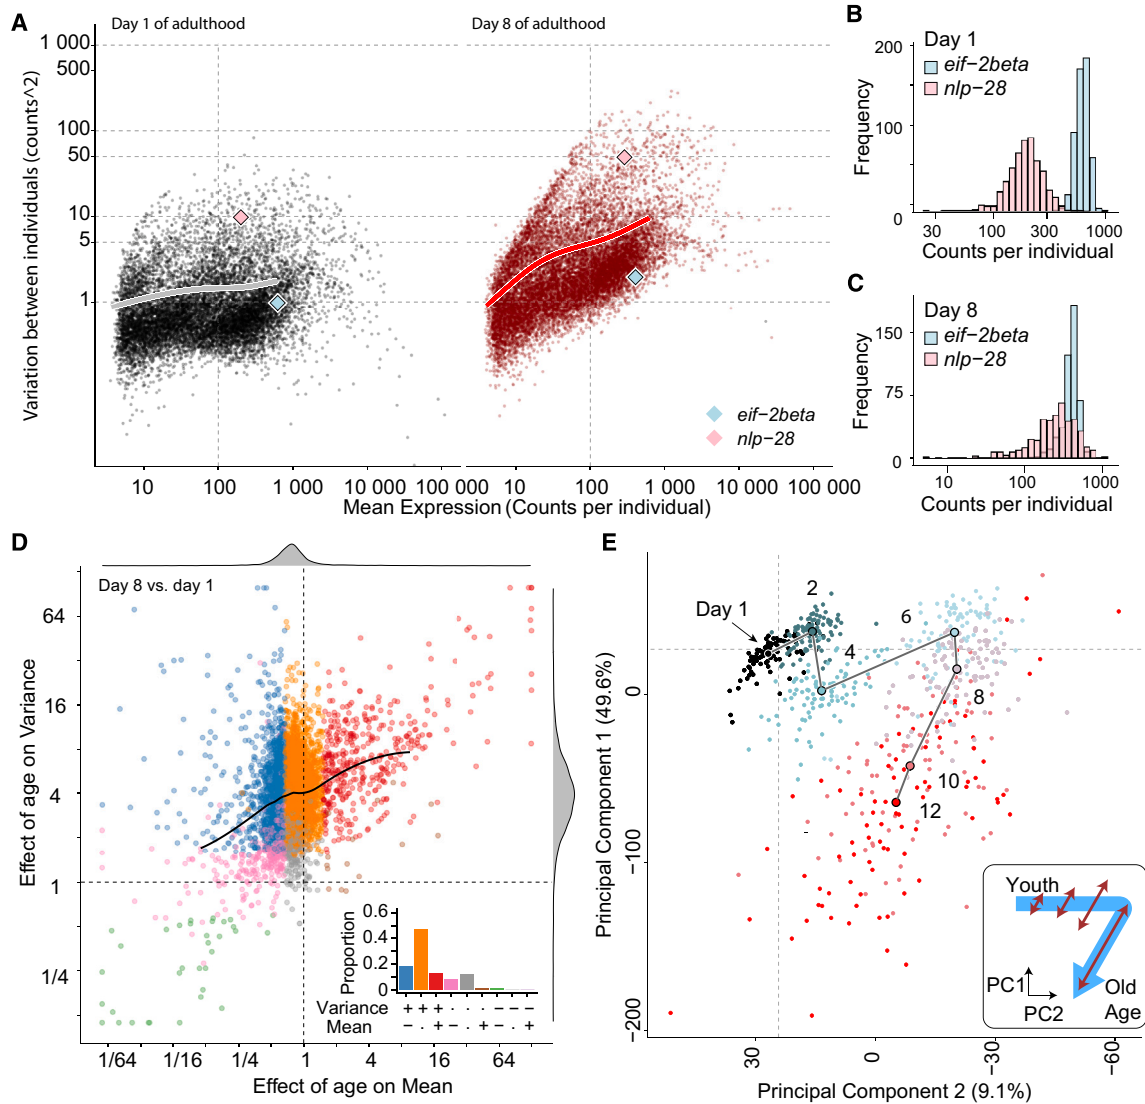 A
Day 1 of adulthood
Day 8 of adulthood
Variation between individuals (counts^2)
1 000
500
100
50
10
5
1
10
100
1 000
10 000
100 000
10
100
1 000
10 000
100 000
Mean Expression (Counts per individual)
eif−2beta
nlp−28
B
Day 1
eif−2beta
nlp−28
Frequency
200
100
0
30
100
300
1000
Counts per individual
C
Day 8
eif−2beta
nlp−28
Frequency
150
75
0
10
100
1000
Counts per individual
D
Day 8 vs. day 1
Effect of age on Variance
64
16
4
1
1/4
1/64
1/16
1/4
1
4
16
64
Effect of age on Mean
Proportion
0.6
0.4
0.2
0
Variance + + + . . . − − −
Mean − . + − . + − . +
E
Day 1
2
4
6
8
10
12
Principal Component 1 (49.6%)
0
−100
−200
30
0
−30
−60
Principal Component 2 (9.1%)
Youth
Old
Age
PC1
PC2